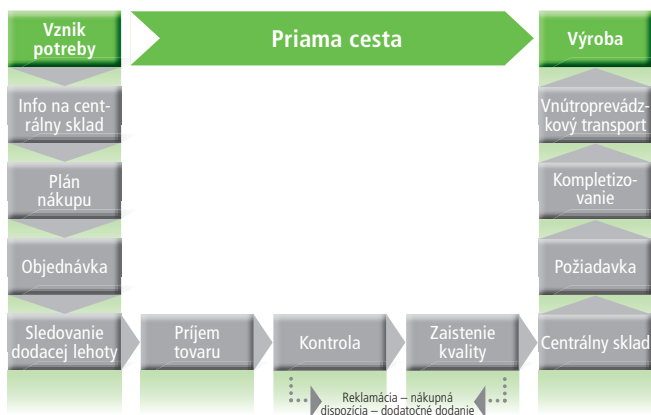 Vznik
potreby
Priama cesta
Výroba
Info na cent-
rálny sklad
Vnútroprevádz-
kový transport
Plán
nákupu
Kompletizo-
vanie
Objednávka
Požiadavka
Sledovanie
dodacej lehoty
Príjem
tovaru
Kontrola
Zaistenie
kvality
Centrálny sklad
Reklamácia – nákupná
dispozícia – dodatočné dodanie